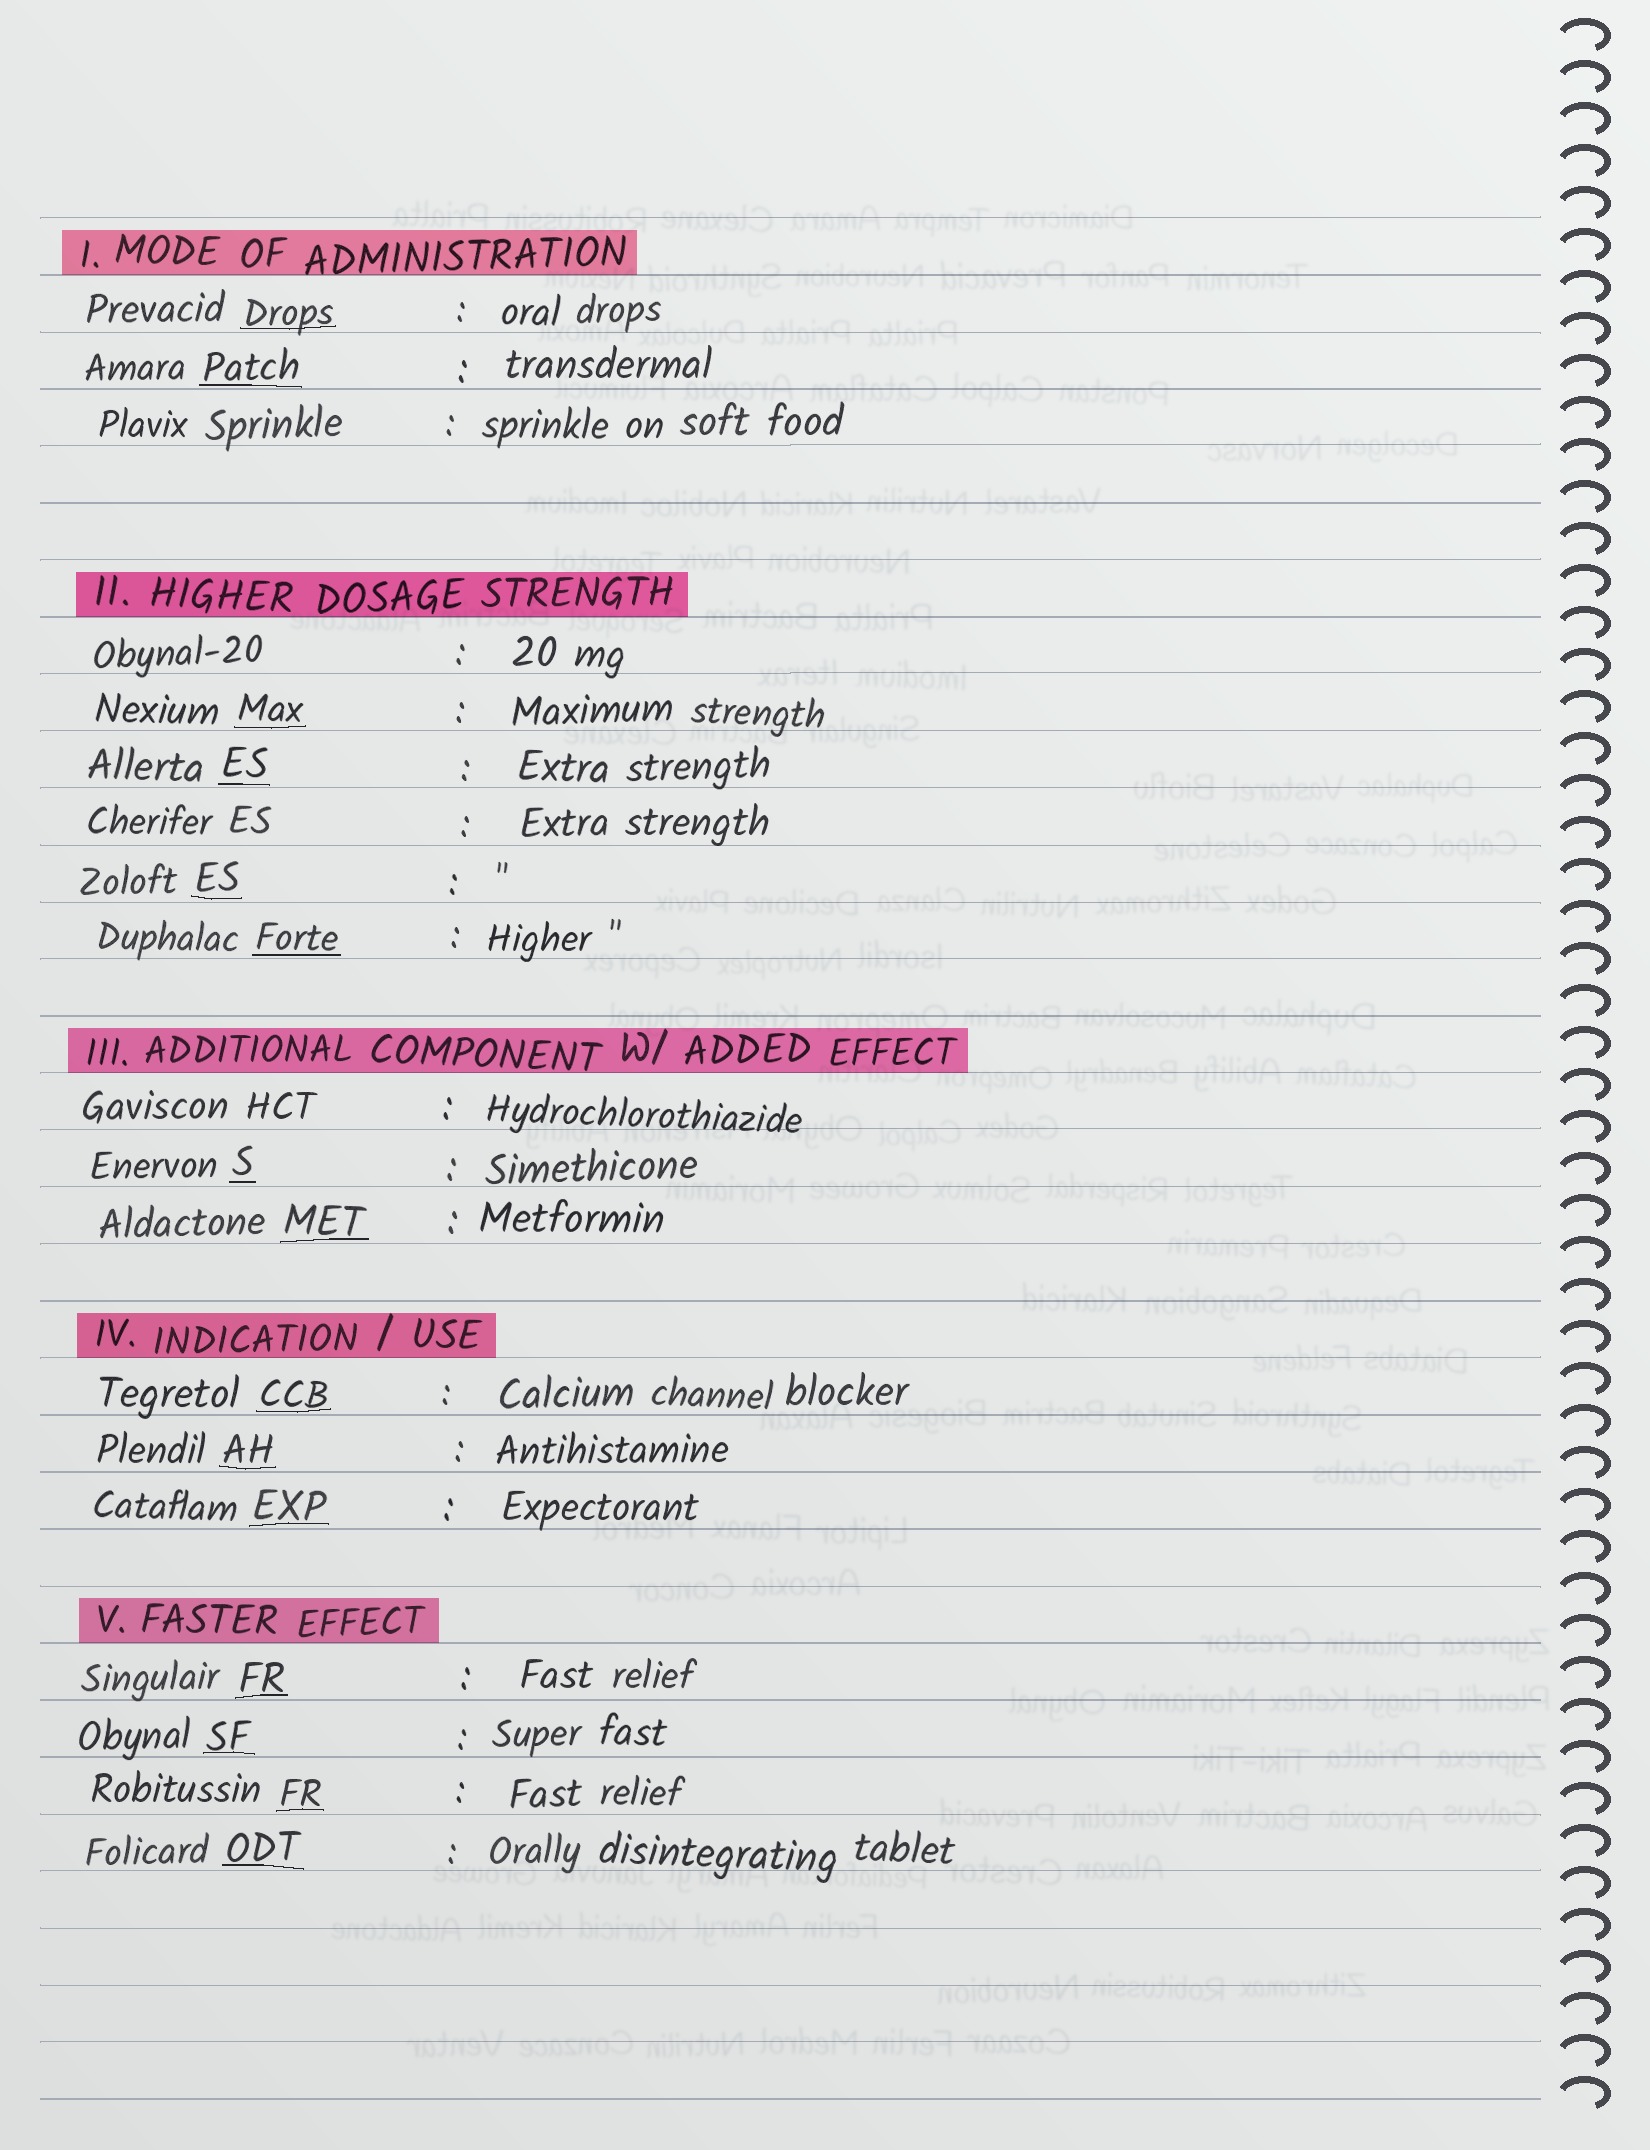 I. MODE OF ADMINISTRATION
Prevacid Drops : oral drops
Amara Patch : transdermal
Plavix Sprinkle : sprinkle on soft food
II. HIGHER DOSAGE STRENGTH
Obynal-20 : 20 mg
Nexium Max : Maximum strength
Allerta ES : Extra strength
Cherifer ES : Extra strength
Zoloft ES : "
Duphalac Forte : Higher "
III. ADDITIONAL COMPONENT W/ ADDED EFFECT
Gaviscon HCT : Hydrochlorothiazide
Enervon S : Simethicone
Aldactone MET : Metformin
IV. INDICATION / USE
Tegretol CCB : Calcium channel blocker
Plendil AH : Antihistamine
Cataflam EXP : Expectorant
V. FASTER EFFECT
Singulair FR : Fast relief
Obynal SF : Super fast
Robitussin FR : Fast relief
Folicard ODT : Orally disintegrating tablet